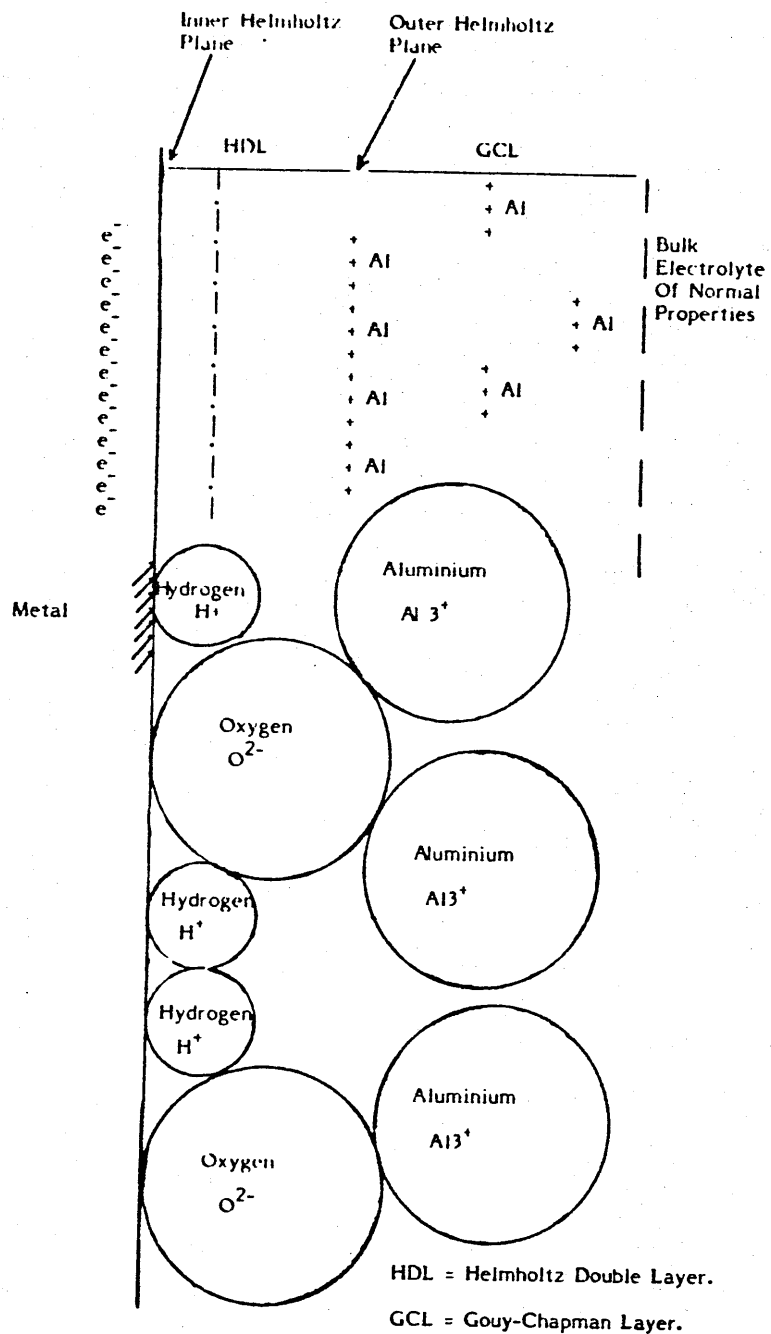 Inner Helmholtz
Plane
Outer Helmholtz
Plane
HDL
GCL
+
+ Al
+
e-
e-
e-
e-
e-
e-
e-
e-
e-
e-
e-
e-
e-
+
+ Al
+
+
+ Al
+
+
+ Al
+
+
+ Al
+
+
+ Al
+
+
+ Al
+
Bulk
Electrolyte
Of Normal
Properties
Metal
Hydrogen
H+
Aluminium
Al 3+
Oxygen
O2-
Aluminium
Al3+
Hydrogen
H+
Hydrogen
H+
Aluminium
Al3+
Oxygen
O2-
HDL = Helmholtz Double Layer.
GCL = Gouy-Chapman Layer.